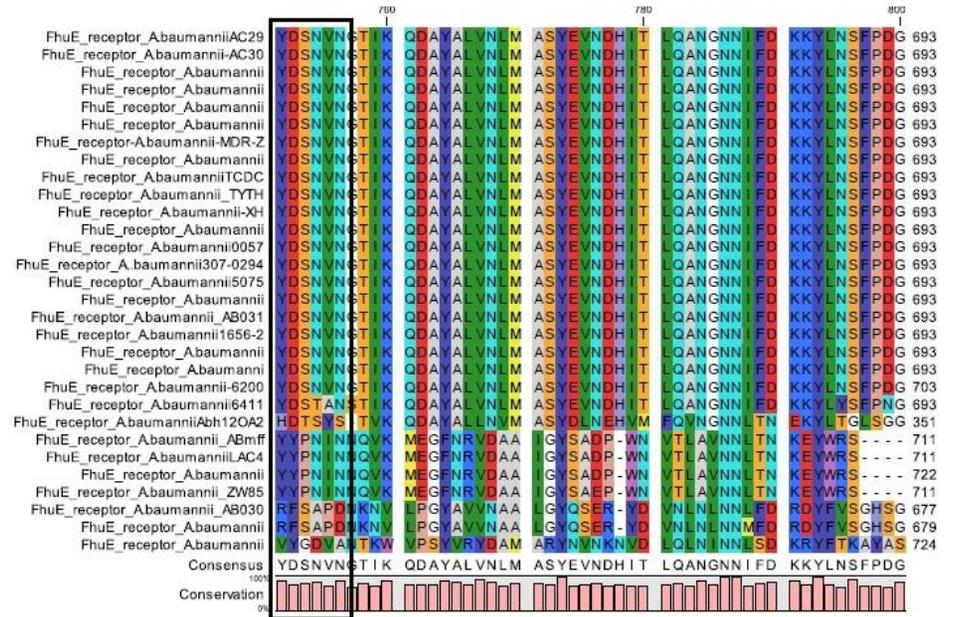 760 780 800
FhuE_receptor_A.baumanniiAC29 YDSNVNGTIK QDAYALVNLM ASYEVNDHIT LQANGNNIFD KKYLNSFPDG 693
FhuE_receptor_A.baumannii-AC30 YDSNVNGTIK QDAYALVNLM ASYEVNDHIT LQANGNNIFD KKYLNSFPDG 693
FhuE_receptor_A.baumannii YDSNVNGTIK QDAYALVNLM ASYEVNDHIT LQANGNNIFD KKYLNSFPDG 693
FhuE_receptor_A.baumannii YDSNVNGTIK QDAYALVNLM ASYEVNDHIT LQANGNNIFD KKYLNSFPDG 693
FhuE_receptor_A.baumannii YDSNVNGTIK QDAYALVNLM ASYEVNDHIT LQANGNNIFD KKYLNSFPDG 693
FhuE_receptor_A.baumannii YDSNVNGTIK QDAYALVNLM ASYEVNDHIT LQANGNNIFD KKYLNSFPDG 693
FhuE_receptor-A.baumannii-MDR-Z YDSNVNGTIK QDAYALVNLM ASYEVNDHIT LQANGNNIFD KKYLNSFPDG 693
FhuE_receptor_A.baumannii YDSNVNGTIK QDAYALVNLM ASYEVNDHIT LQANGNNIFD KKYLNSFPDG 693
FhuE_receptor_A.baumanniiTCDC YDSNVNGTIK QDAYALVNLM ASYEVNDHIT LQANGNNIFD KKYLNSFPDG 693
FhuE_receptor_A.baumannii_TYTH YDSNVNGTIK QDAYALVNLM ASYEVNDHIT LQANGNNIFD KKYLNSFPDG 693
FhuE_receptor_A.baumannii-XH YDSNVNGTIK QDAYALVNLM ASYEVNDHIT LQANGNNIFD KKYLNSFPDG 693
FhuE_receptor_A.baumannii YDSNVNGTIK QDAYALVNLM ASYEVNDHIT LQANGNNIFD KKYLNSFPDG 693
FhuE_receptor_A.baumannii0057 YDSNVNGTIK QDAYALVNLM ASYEVNDHIT LQANGNNIFD KKYLNSFPDG 693
FhuE_receptor_A..baumannii307-0294 YDSNVNGTIK QDAYALVNLM ASYEVNDHIT LQANGNNIFD KKYLNSFPDG 693
FhuE_receptor_A.baumannii5075 YDSNVNGTIK QDAYALVNLM ASYEVNDHIT LQANGNNIFD KKYLNSFPDG 693
FhuE_receptor_A.baumannii YDSNVNGTIK QDAYALVNLM ASYEVNDHIT LQANGNNIFD KKYLNSFPDG 693
FhuE_receptor_A.baumannii_AB031 YDSNVNGTIK QDAYALVNLM ASYEVNDHIT LQANGNNIFD KKYLNSFPDG 693
FhuE_receptor_A.baumannii1656-2 YDSNVNGTIK QDAYALVNLM ASYEVNDHIT LQANGNNIFD KKYLNSFPDG 693
FhuE_receptor_A.baumannii YDSNVNGTIK QDAYALVNLM ASYEVNDHIT LQANGNNIFD KKYLNSFPDG 693
FhuE_receptor_A.baumanni YDSNVNGTIK QDAYALVNLM ASYEVNDHIT LQANGNNIFD KKYLNSFPDG 693
FhuE_receptor_A.baumannii-6200 YDSNVNGTIK QDAYALVNLM ASYEVNDHIT LQANGNNIFD KKYLNSFPDG 703
FhuE_receptor_A.baumannii6411 YDSTANSTIK QDAYALVNLM ASYEVNDHIT LQANGNNIFD KKYLYSFPNG 693
FhuE_receptor_A.baumanniiAbh12OA2 HDTSYSTTVK QDAYALVNLM ASYDLNEHVM FQVNGNNLTN EKYLTGLSGG 351
FhuE_receptor_A.baumannii_ABmff YYPNINNQVK MEGFNRVDAA IGYSADP-WN VTLAVNNLTN KEYWRS---- 711
FhuE_receptor_A.baumanniiLAC4 YYPNINNQVK MEGFNRVDAA IGYSADP-WN VTLAVNNLTN KEYWRS---- 711
FhuE_receptor_A.baumannii YYPNINNQVK MEGFNRVDAA IGYSAEP-WN VTLAVNNLTN KEYWRS---- 722
FhuE_receptor_A.baumannii_ZW85 YYPNINNQVK MEGFNRVDAA IGYSAEP-WN VTLAVNNLTN KEYWRS---- 711
FhuE_receptor_A.baumannii_AB030 RFSAPDNKNV LPGYAVVNAA LGYQSER-YD VNLNLNNLFD RDYFVSGHSG 677
FhuE_receptor_A.baumannii RFSAPDNKNV LPGYAVVNAA LGYQSER-YD VNLNLNNMFD RDYFVSGHSG 679
FhuE_receptor_A.baumannii VYGDVANTKW VPSYVRYDAM ARYNVNKNVD LQLNINNLSD KRYFTKAYAS 724
Consensus YDSNVNGTIK QDAYALVNLM ASYEVNDHIT LQANGNNIFD KKYLNSFPDG
100%
Conservation
0%